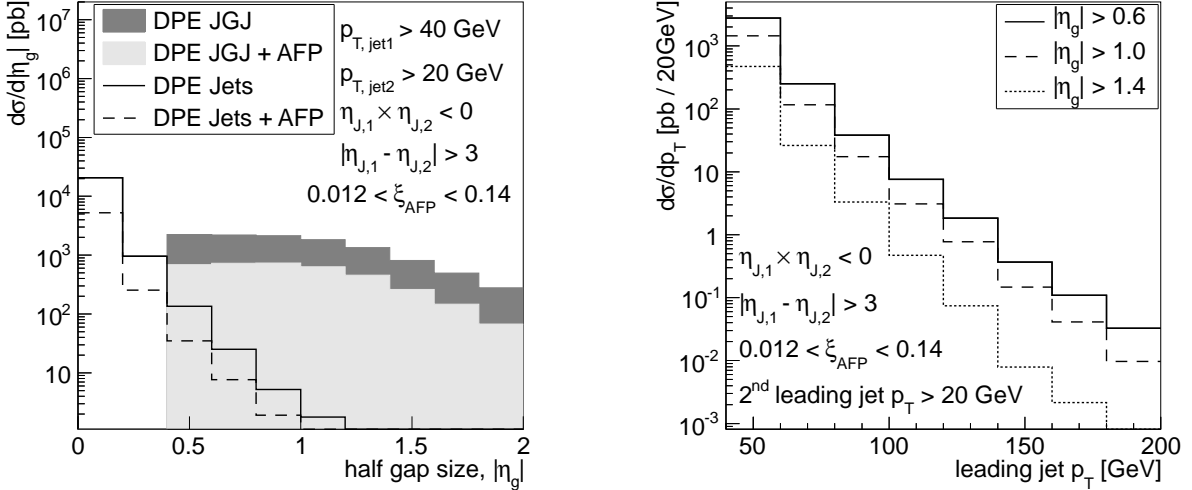 dσ/d|η_g| [pb]
10^7
10^6
10^5
10^4
10^3
10^2
10
1
DPE JGJ
DPE JGJ + AFP
DPE Jets
DPE Jets + AFP
p_T, jet1 > 40 GeV
p_T, jet2 > 20 GeV
η_J,1 × η_J,2 < 0
|η_J,1 - η_J,2| > 3
0.012 < ξ_AFP < 0.14
0 0.5 1 1.5 2
half gap size, |η_g|
dσ/dp_T [pb / 20GeV]
10^3
10^2
10
1
10^-1
10^-2
10^-3
|η_g| > 0.6
|η_g| > 1.0
|η_g| > 1.4
η_J,1 × η_J,2 < 0
|η_J,1 - η_J,2| > 3
0.012 < ξ_AFP < 0.14
2^nd leading jet p_T > 20 GeV
50 100 150 200
leading jet p_T [GeV]